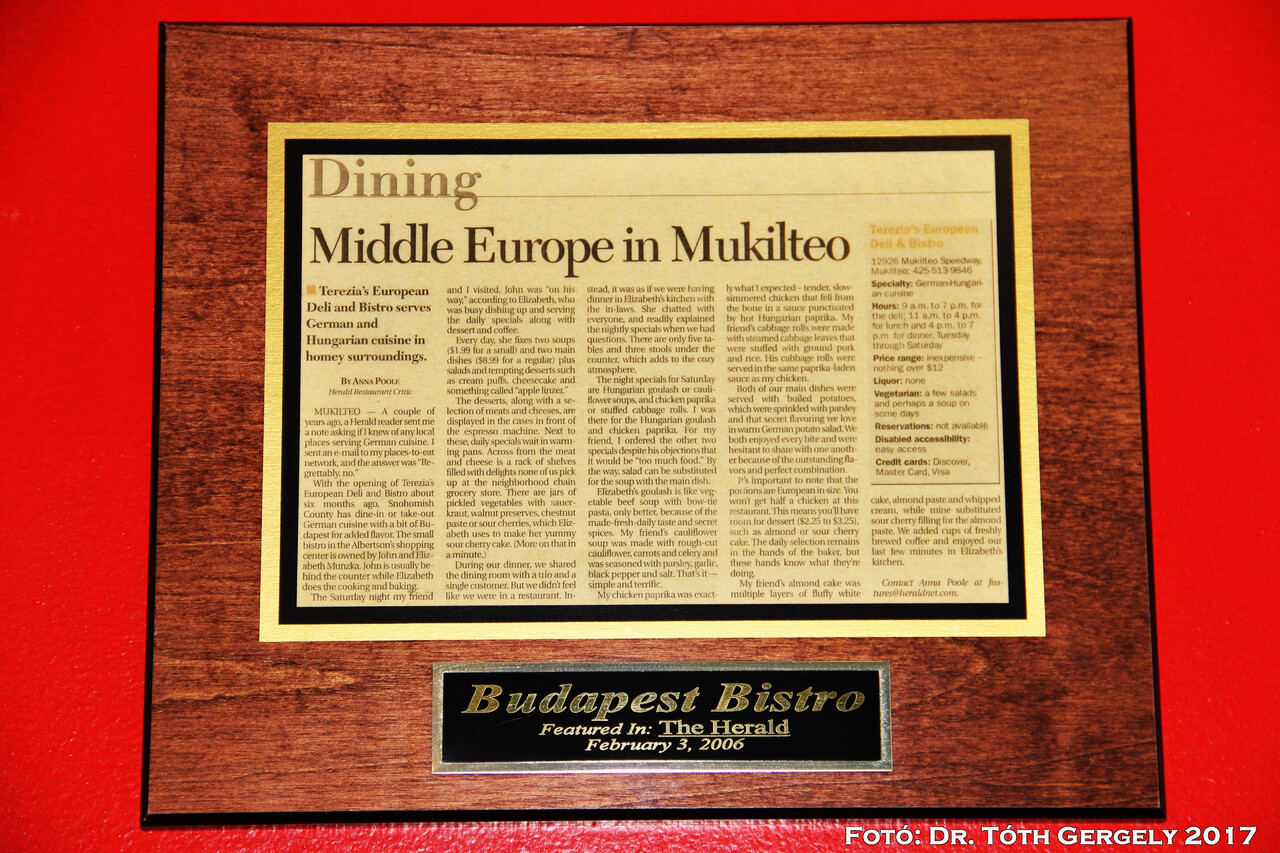 Dining
Middle Europe in Mukilteo
Terezia's European
Deli and Bistro serves
German and
Hungarian cuisine in
homey surroundings.
BY ANNA POOLE
Herald Restaurant Critic
MUKILTEO — A couple of
years ago, a Herald reader sent me
a note asking if I knew of any local
places serving German cuisine. I
sent an e-mail to my places-to-eat
network, and the answer was "Re-
grettably, no."
With the opening of Terezia's
European Deli and Bistro about
six months ago, Snohomish
County has dine-in or take-out
German cuisine with a bit of Bu-
dapest for added flavor. The small
bistro in the Albertson's shopping
center is owned by John and Eliz-
abeth Munzka. John is usually be-
hind the counter while Elizabeth
does the cooking and baking.
The Saturday night my friend
and I visited, John was "on his
way," according to Elizabeth, who
was busy dishing up and serving
the daily specials along with
dessert and coffee.
Every day, she fixes two soups
($1.99 for a small) and two main
dishes ($8.99 for a regular) plus
salads and tempting desserts such
as cream puffs, cheesecake and
something called "apple linzer."
The desserts, along with a se-
lection of meats and cheeses, are
displayed in the cases in front of
the espresso machine. Next to
these, daily specials wait in warm-
ing pans. Across from the meat
and cheese is a rack of shelves
filled with delights none of us pick
up at the neighborhood chain
grocery store. There are jars of
pickled vegetables with sauer-
kraut, walnut preserves, chestnut
paste or sour cherries, which Eliz-
abeth uses to make her yummy
sour cherry cake. (More on that in
a minute.)
During our dinner, we shared
the dining room with a trio and a
single customer. But we didn't feel
like we were in a restaurant. In-
stead, it was as if we were having
dinner in Elizabeth's kitchen with
the in-laws. She chatted with
everyone, and readily explained
the nightly specials when we had
questions. There are only five ta-
bles and three stools under the
counter, which adds to the cozy
atmosphere.
The night specials for Saturday
are Hungarian goulash or cauli-
flower soups, and chicken paprika
or stuffed cabbage rolls. I was
there for the Hungarian goulash
and chicken paprika. For my
friend, I ordered the other two
specials despite his objections that
it would be "too much food." By
the way, salad can be substituted
for the soup with the main dish.
Elizabeth's goulash is like veg-
etable beef soup with bow-tie
pasta, only better, because of the
made-fresh-daily taste and secret
spices. My friend's cauliflower
soup was made with rough-cut
cauliflower, carrots and celery and
was seasoned with parsley, garlic,
black pepper and salt. That's it —
simple and terrific.
My chicken paprika was exact-
ly what I expected – tender, slow-
simmered chicken that fell from
the bone in a sauce punctuated
by hot Hungarian paprika. My
friend's cabbage rolls were made
with steamed cabbage leaves that
were stuffed with ground pork
and rice. His cabbage rolls were
served in the same paprika-laden
sauce as my chicken.
Both of our main dishes were
served with boiled potatoes,
which were sprinkled with parsley
and that secret flavoring we love
in warm German potato salad. We
both enjoyed every bite and were
hesitant to share with one anoth-
er because of the outstanding fla-
vors and perfect combination.
It's important to note that the
portions are European in size. You
won't get half a chicken at this
restaurant. This means you'll have
room for dessert ($2.25 to $3.25),
such as almond or sour cherry
cake. The daily selection remains
in the hands of the baker, but
these hands know what they're
doing.
My friend's almond cake was
multiple layers of fluffy white
cake, almond paste and whipped
cream, while mine substituted
sour cherry filling for the almond
paste. We added cups of freshly
brewed coffee and enjoyed our
last few minutes in Elizabeth's
kitchen.
Contact Anna Poole at fea-
tures@heraldnet.com.
Terezia's European
Deli & Bistro
12926 Mukilteo Speedway,
Mukilteo; 425-513-9846
Specialty: German-Hungari-
an cuisine
Hours: 9 a.m. to 7 p.m. for
the deli; 11 a.m. to 4 p.m.
for lunch and 4 p.m. to 7
p.m. for dinner, Tuesday
through Saturday
Price range: inexpensive –
nothing over $12
Liquor: none
Vegetarian: a few salads
and perhaps a soup on
some days
Reservations: not available
Disabled accessibility:
easy access
Credit cards: Discover,
Master Card, Visa
Budapest Bistro
Featured In: The Herald
February 3, 2006
Fotó: Dr. Tóth Gergely 2017